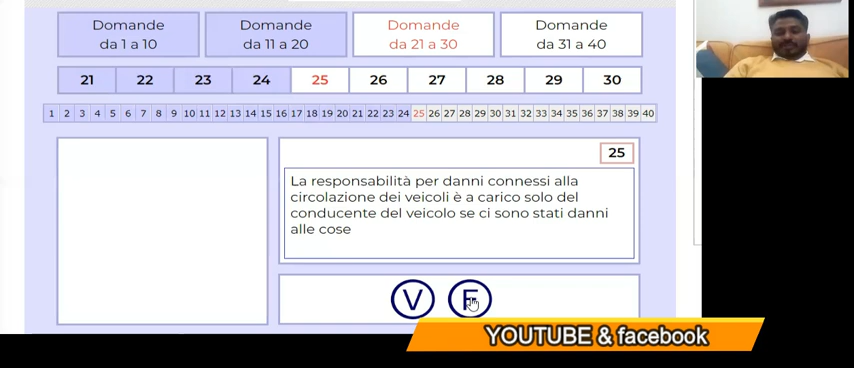 Domande
da 1 a 10
Domande
da 11 a 20
Domande
da 21 a 30
Domande
da 31 a 40
21 22 23 24 25 26 27 28 29 30
1 2 3 4 5 6 7 8 9 10 11 12 13 14 15 16 17 18 19 20 21 22 23 24 25 26 27 28 29 30 31 32 33 34 35 36 37 38 39 40
25
La responsabilità per danni connessi alla
circolazione dei veicoli è a carico solo del
conducente del veicolo se ci sono stati danni
alle cose
V F
YOUTUBE & facebook